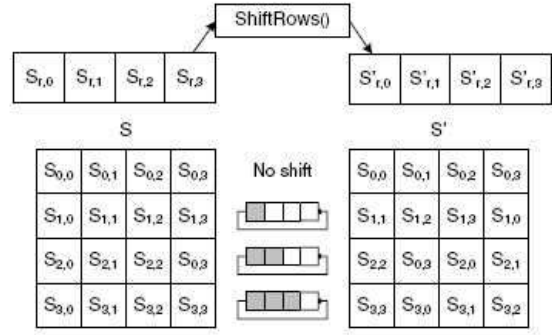 ShiftRows()
Sr,0 Sr,1 Sr,2 Sr,3 S'r,0 S'r,1 S'r,2 S'r,3
S S'
S0,0 S0,1 S0,2 S0,3 No shift S0,0 S0,1 S0,2 S0,3
S1,0 S1,1 S1,2 S1,3 S1,1 S1,2 S1,3 S1,0
S2,0 S2,1 S2,2 S0,3 S2,2 S0,3 S2,0 S2,1
S3,0 S3,1 S3,2 S3,3 S3,3 S3,0 S3,1 S3,2